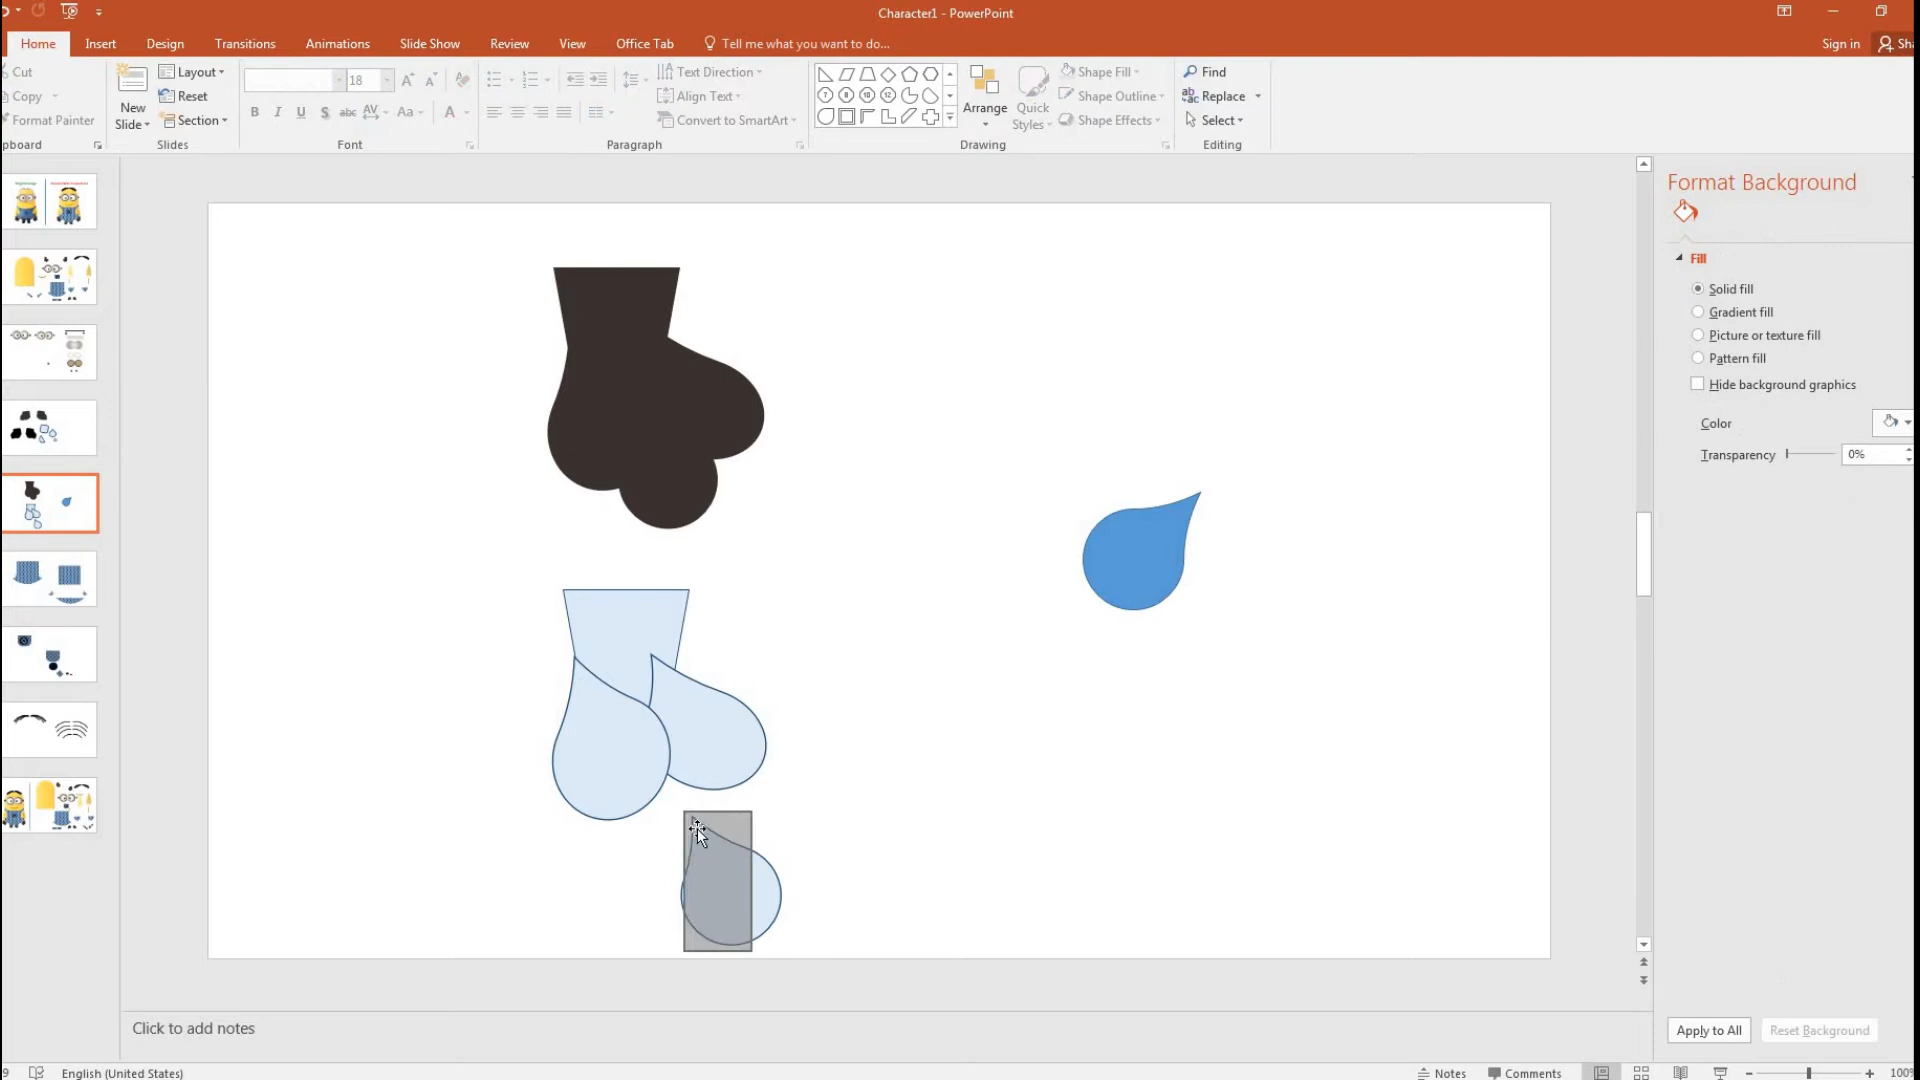 Character1 - PowerPoint
Home Insert Design Transitions Animations Slide Show Review View Office Tab Tell me what you want to do... Sign in
Cut
Copy
Format Painter
New Slide
Layout
Reset
Section
Slides
18
B I U S abc AV Aa A
Font
Text Direction
Align Text
Convert to SmartArt
Paragraph
Arrange
Quick Styles
Shape Fill
Shape Outline
Shape Effects
Drawing
Find
Replace
Select
Editing
Format Background
Fill
Solid fill
Gradient fill
Picture or texture fill
Pattern fill
Hide background graphics
Color
Transparency 0%
Apply to All Reset Background
Click to add notes
English (United States) Notes Comments